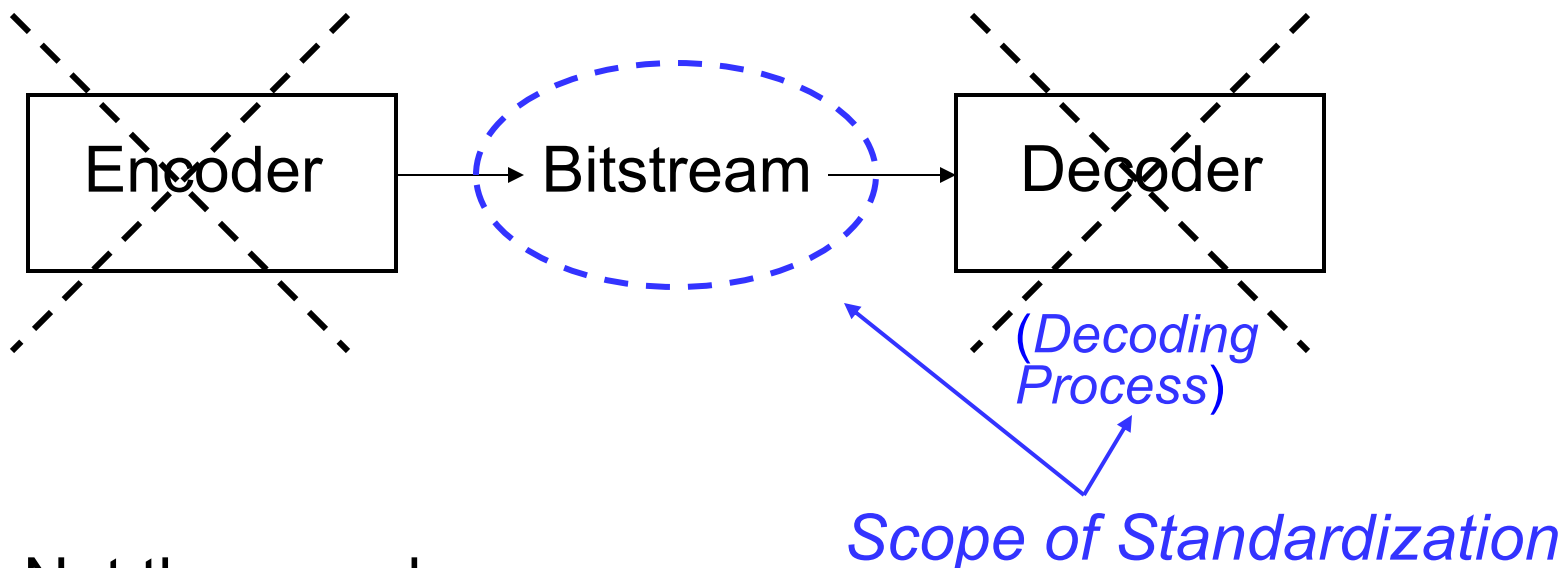 Encoder
Bitstream
Decoder
(Decoding
Process)
Scope of Standardization